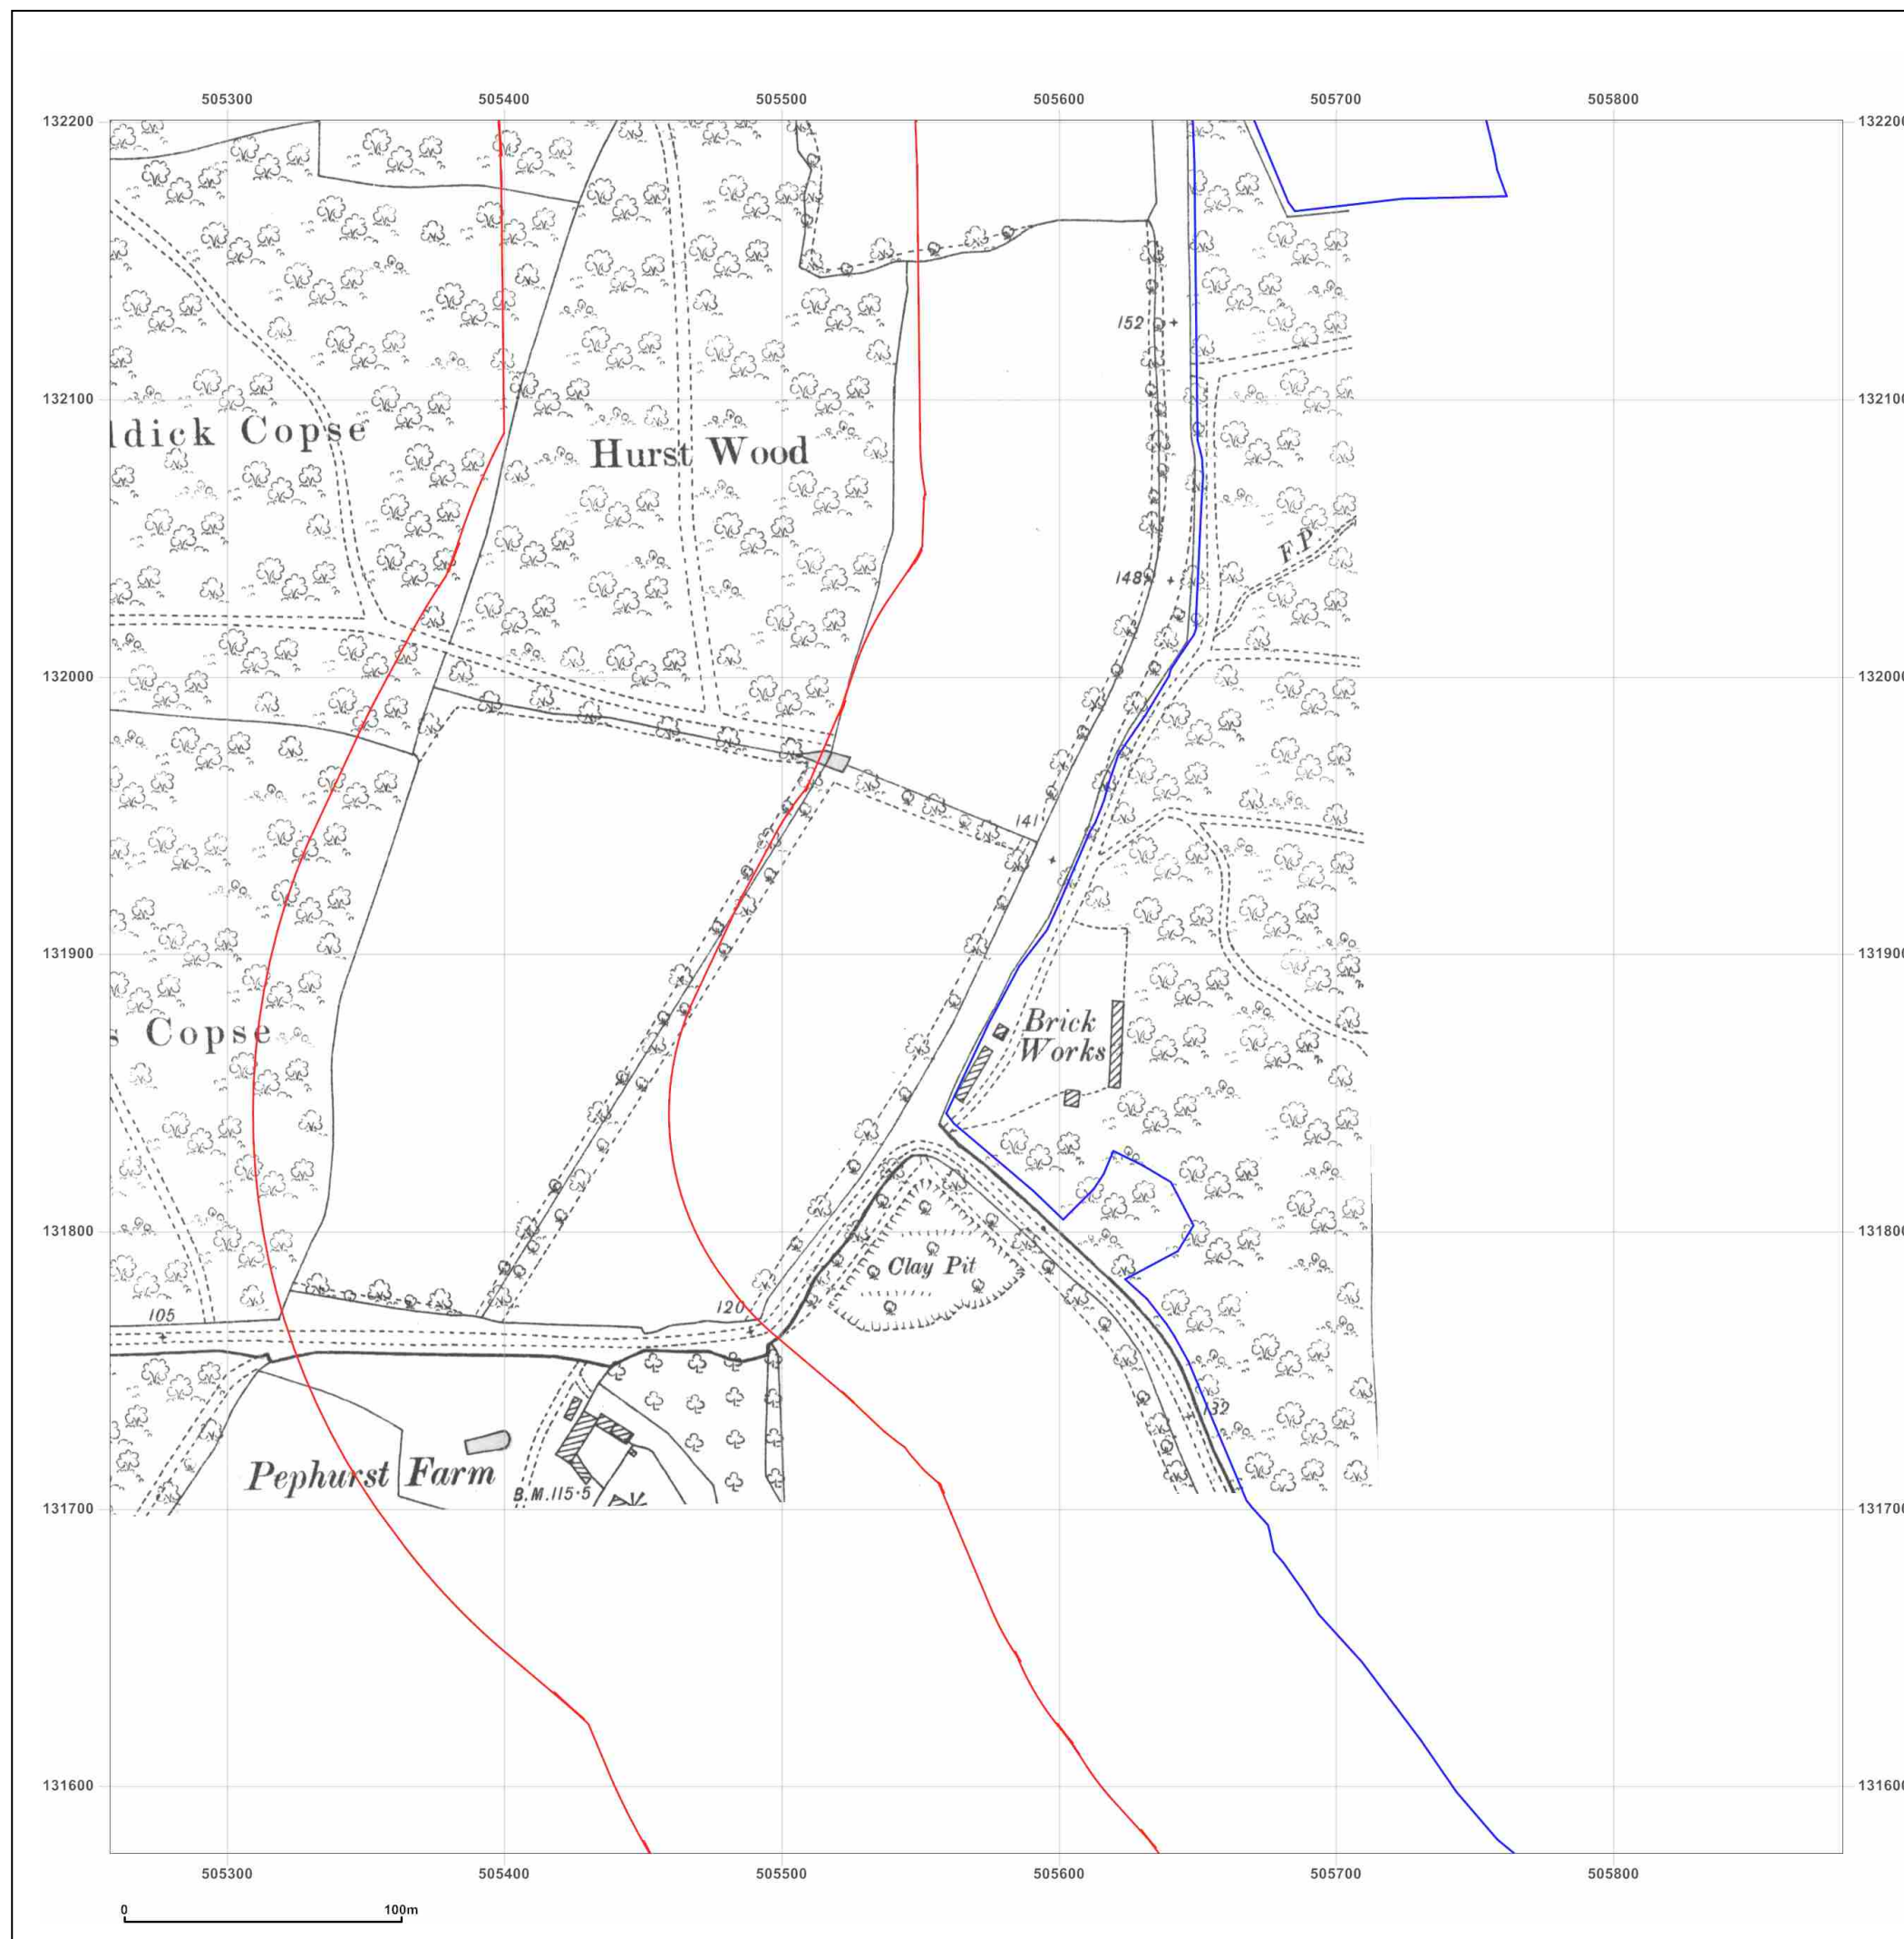 505300 505400 505500 505600 505700 505800
132200 132200
152
132100 132100
ldick Copse
Hurst Wood
F.P.
148
132000 132000
141
131900 131900
Brick
Works
s Copse
131800 131800
Clay Pit
105
120
132
Pephurst Farm
B.M.115·5
131700 131700
131600 131600
505300 505400 505500 505600 505700 505800
0 100m